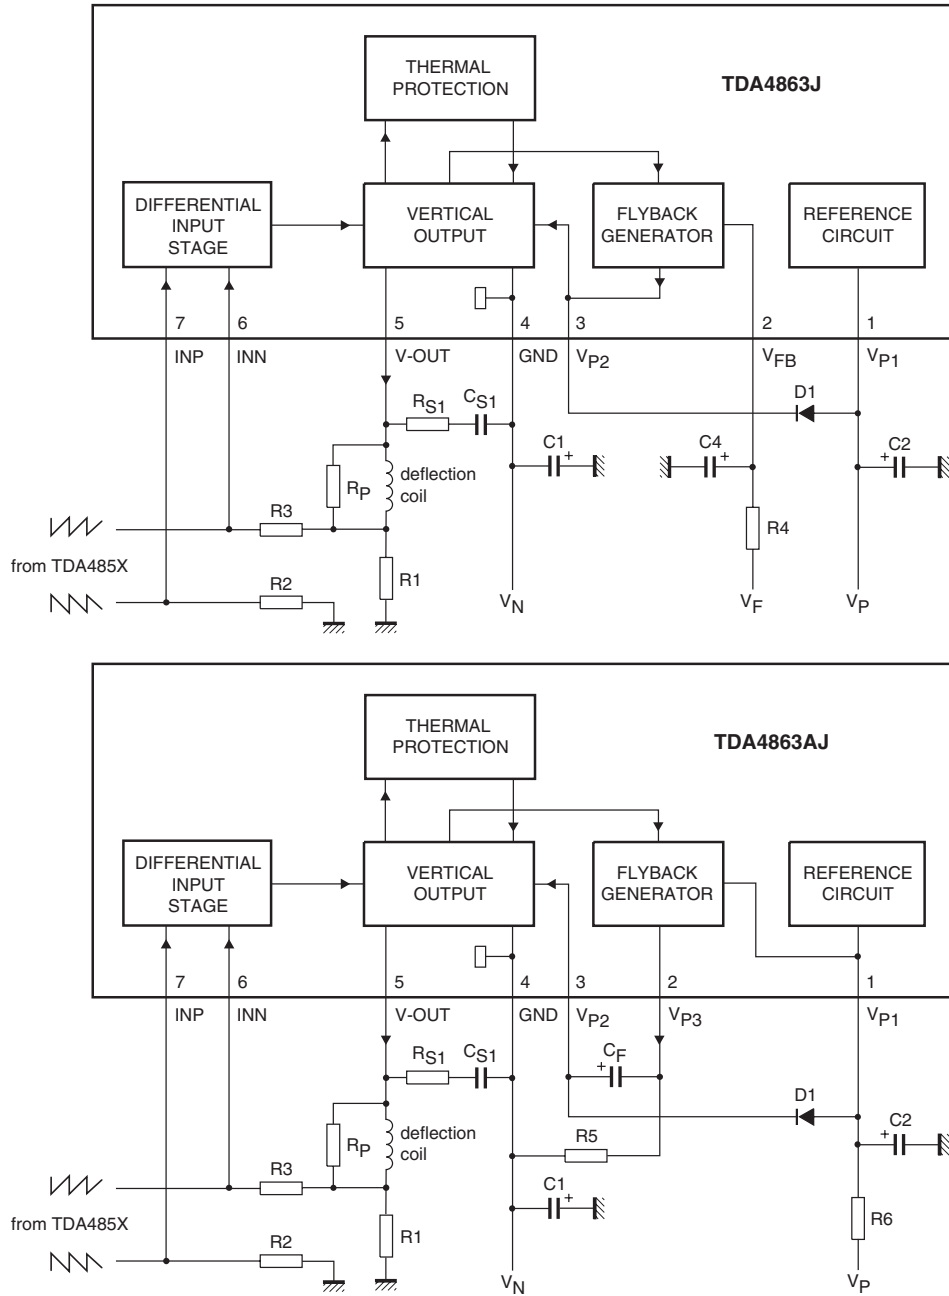 THERMAL
PROTECTION
TDA4863J
DIFFERENTIAL
INPUT
STAGE
VERTICAL
OUTPUT
FLYBACK
GENERATOR
REFERENCE
CIRCUIT
7 6 5 4 3 2 1
INP INN V-OUT GND VP2 VFB VP1
RS1 CS1 D1
C1 + C4 + + C2
RP deflection
coil
R3 R4
from TDA485X
R2 R1
VN VF VP
THERMAL
PROTECTION
TDA4863AJ
DIFFERENTIAL
INPUT
STAGE
VERTICAL
OUTPUT
FLYBACK
GENERATOR
REFERENCE
CIRCUIT
7 6 5 4 3 2 1
INP INN V-OUT GND VP2 VP3 VP1
RS1 CS1 + CF
D1
RP deflection
coil
R5 + C2
R3 C1 +
from TDA485X
R1 R6
R2
VN VP